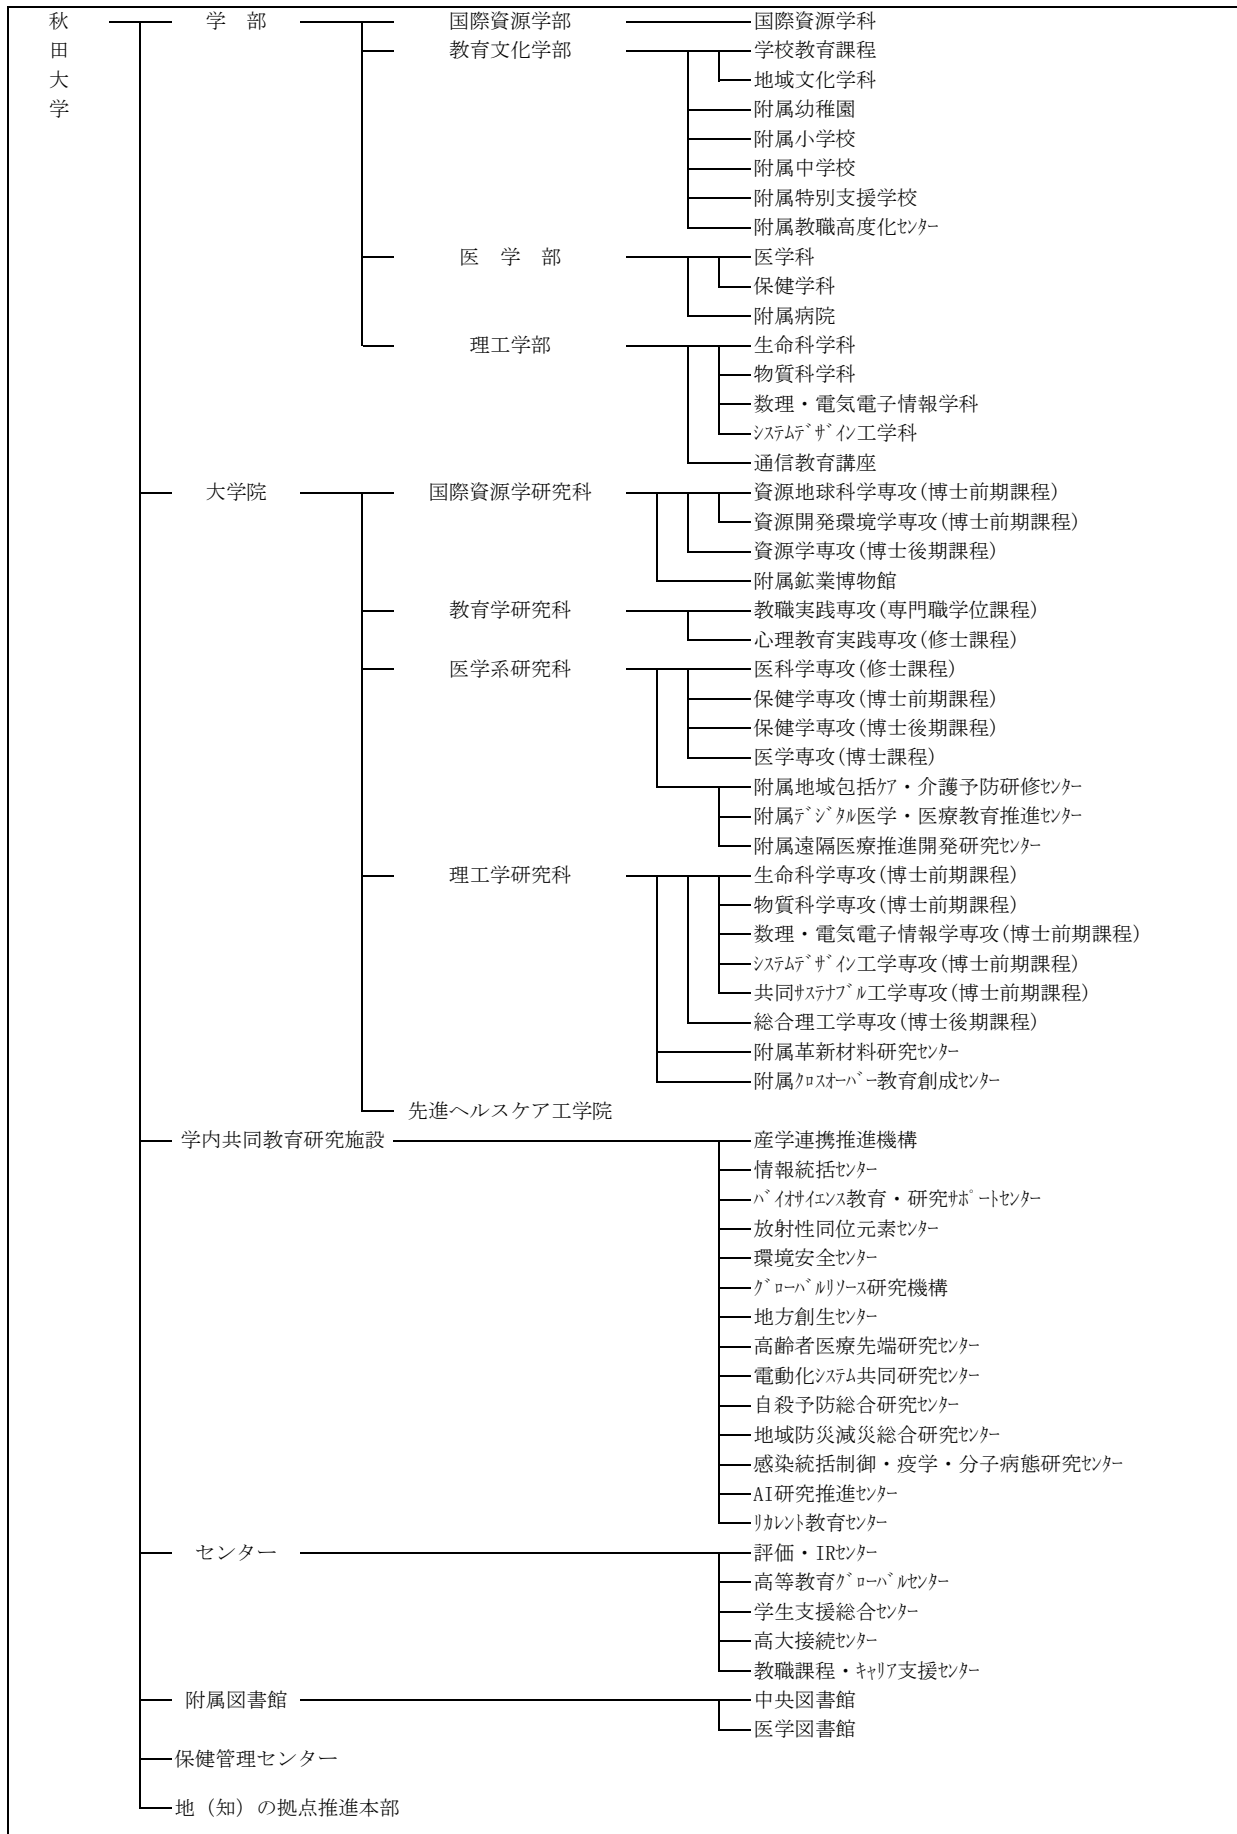 秋 学　部 国際資源学部 国際資源学科
田 教育文化学部 学校教育課程
大 地域文化学科
学 附属幼稚園
附属小学校
附属中学校
附属特別支援学校
附属教職高度化ｾﾝﾀｰ
医　学　部 医学科
保健学科
附属病院
理工学部 生命科学科
物質科学科
数理・電気電子情報学科
ｼｽﾃﾑﾃﾞｻﾞｲﾝ工学科
通信教育講座
大学院 国際資源学研究科 資源地球科学専攻(博士前期課程)
資源開発環境学専攻(博士前期課程)
資源学専攻(博士後期課程)
附属鉱業博物館
教育学研究科 教職実践専攻(専門職学位課程)
心理教育実践専攻(修士課程)
医学系研究科 医科学専攻(修士課程)
保健学専攻(博士前期課程)
保健学専攻(博士後期課程)
医学専攻(博士課程)
附属地域包括ｹｱ・介護予防研修ｾﾝﾀｰ
附属ﾃﾞｼﾞﾀﾙ医学・医療教育推進ｾﾝﾀｰ
附属遠隔医療推進開発研究ｾﾝﾀｰ
理工学研究科 生命科学専攻(博士前期課程)
物質科学専攻(博士前期課程)
数理・電気電子情報学専攻(博士前期課程)
ｼｽﾃﾑﾃﾞｻﾞｲﾝ工学専攻(博士前期課程)
共同ｻｽﾃﾅﾌﾞﾙ工学専攻(博士前期課程)
総合理工学専攻(博士後期課程)
附属革新材料研究ｾﾝﾀｰ
附属ｸﾛｽｵｰﾊﾞｰ教育創成ｾﾝﾀｰ
先進ヘルスケア工学院
学内共同教育研究施設 産学連携推進機構
情報統括ｾﾝﾀｰ
ﾊﾞｲｵｻｲｴﾝｽ教育・研究ｻﾎﾟｰﾄｾﾝﾀｰ
放射性同位元素ｾﾝﾀｰ
環境安全ｾﾝﾀｰ
ｸﾞﾛｰﾊﾞﾙﾘｿｰｽ研究機構
地方創生ｾﾝﾀｰ
高齢者医療先端研究ｾﾝﾀｰ
電動化ｼｽﾃﾑ共同研究ｾﾝﾀｰ
自殺予防総合研究ｾﾝﾀｰ
地域防災減災総合研究ｾﾝﾀｰ
感染統括制御・疫学・分子病態研究ｾﾝﾀｰ
AI研究推進ｾﾝﾀｰ
ﾘｶﾚﾝﾄ教育ｾﾝﾀｰ
センター 評価・IRｾﾝﾀｰ
高等教育ｸﾞﾛｰﾊﾞﾙｾﾝﾀｰ
学生支援総合ｾﾝﾀｰ
高大接続ｾﾝﾀｰ
教職課程・ｷｬﾘｱ支援ｾﾝﾀｰ
附属図書館 中央図書館
医学図書館
保健管理センター
地（知）の拠点推進本部